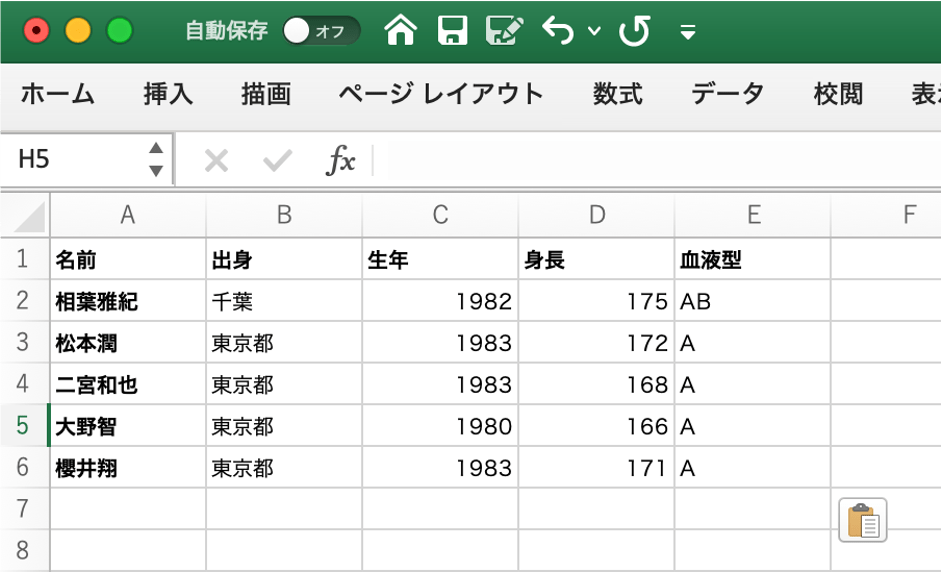 自動保存 オフ
ホーム 挿入 描画 ページ レイアウト 数式 データ 校閲
H5 fx
A B C D E F
1 名前 出身 生年 身長 血液型
2 相葉雅紀 千葉 1982 175 AB
3 松本潤 東京都 1983 172 A
4 二宮和也 東京都 1983 168 A
5 大野智 東京都 1980 166 A
6 櫻井翔 東京都 1983 171 A
7
8